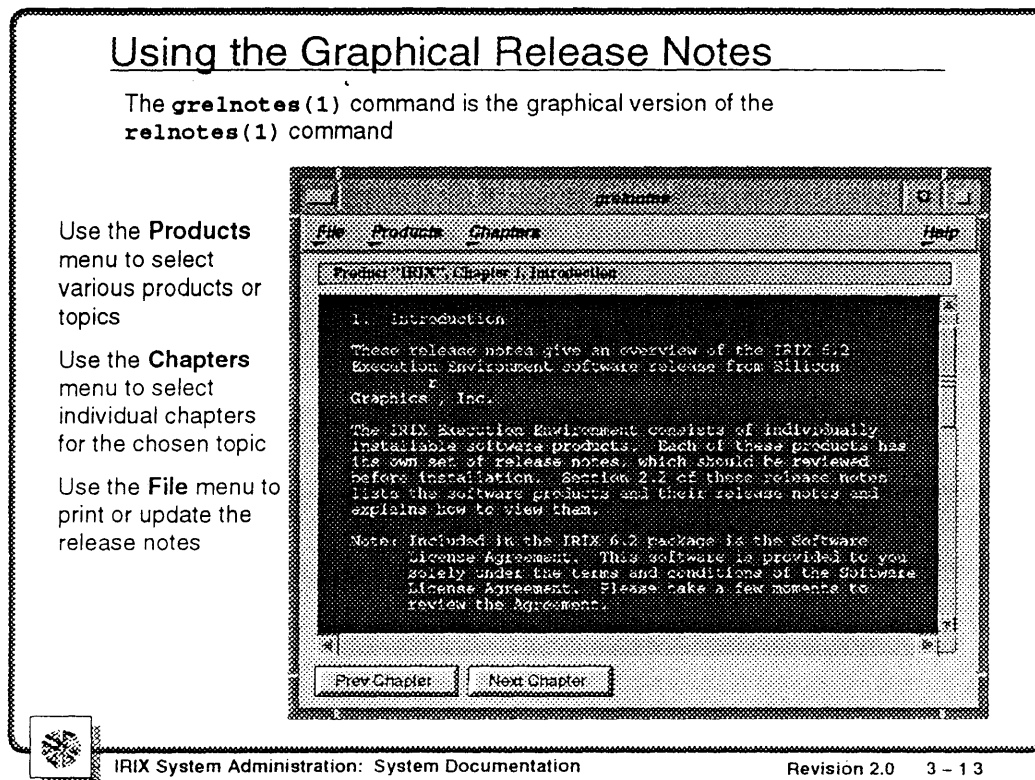 Using the Graphical Release Notes
The grelnotes(1) command is the graphical version of the
relnotes(1) command
Use the Products
menu to select
various products or
topics
Use the Chapters
menu to select
individual chapters
for the chosen topic
Use the File menu to
print or update the
release notes
grelnotes
File Products Chapters Help
Product "IRIX", Chapter 1, Introduction
1. Introduction
These release notes give an overview of the IRIX 6.2
Execution Environment software release from Silicon
r
Graphics , Inc.
The IRIX Execution Environment consists of individually
installable software products. Each of these products has
its own set of release notes, which should be reviewed
before installation. Section 2.2 of these release notes
lists the software products and their release notes and
explains how to view them.
Note: Included in the IRIX 6.2 package is the Software
License Agreement. This software is provided to you
solely under the terms and conditions of the Software
License Agreement. Please take a few moments to
review the Agreement.
Prev Chapter Next Chapter
IRIX System Administration: System Documentation Revision 2.0 3-13